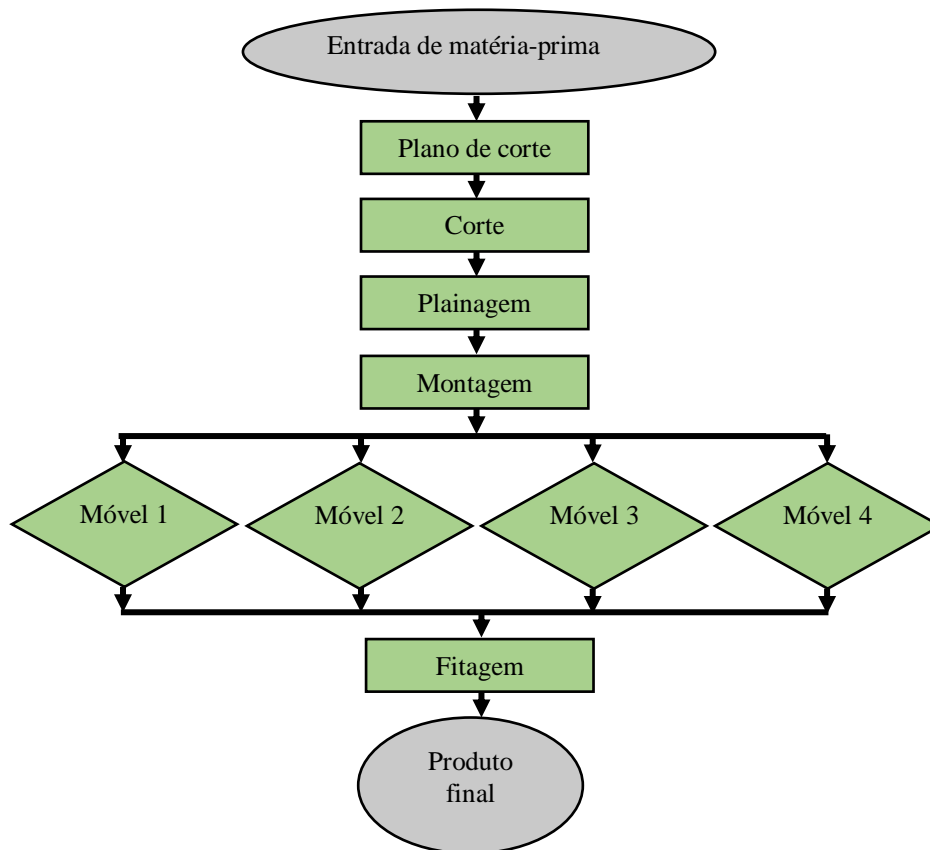 Entrada de matéria-prima
Plano de corte
Corte
Plainagem
Montagem
Móvel 1
Móvel 2
Móvel 3
Móvel 4
Fitagem
Produto
final